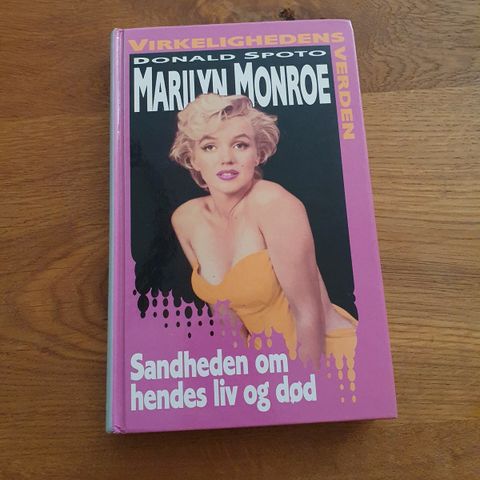 VIRKELIGHEDENS
VERDEN
DONALD SPOTO
MARILYN MONROE
Sandheden om
hendes liv og død